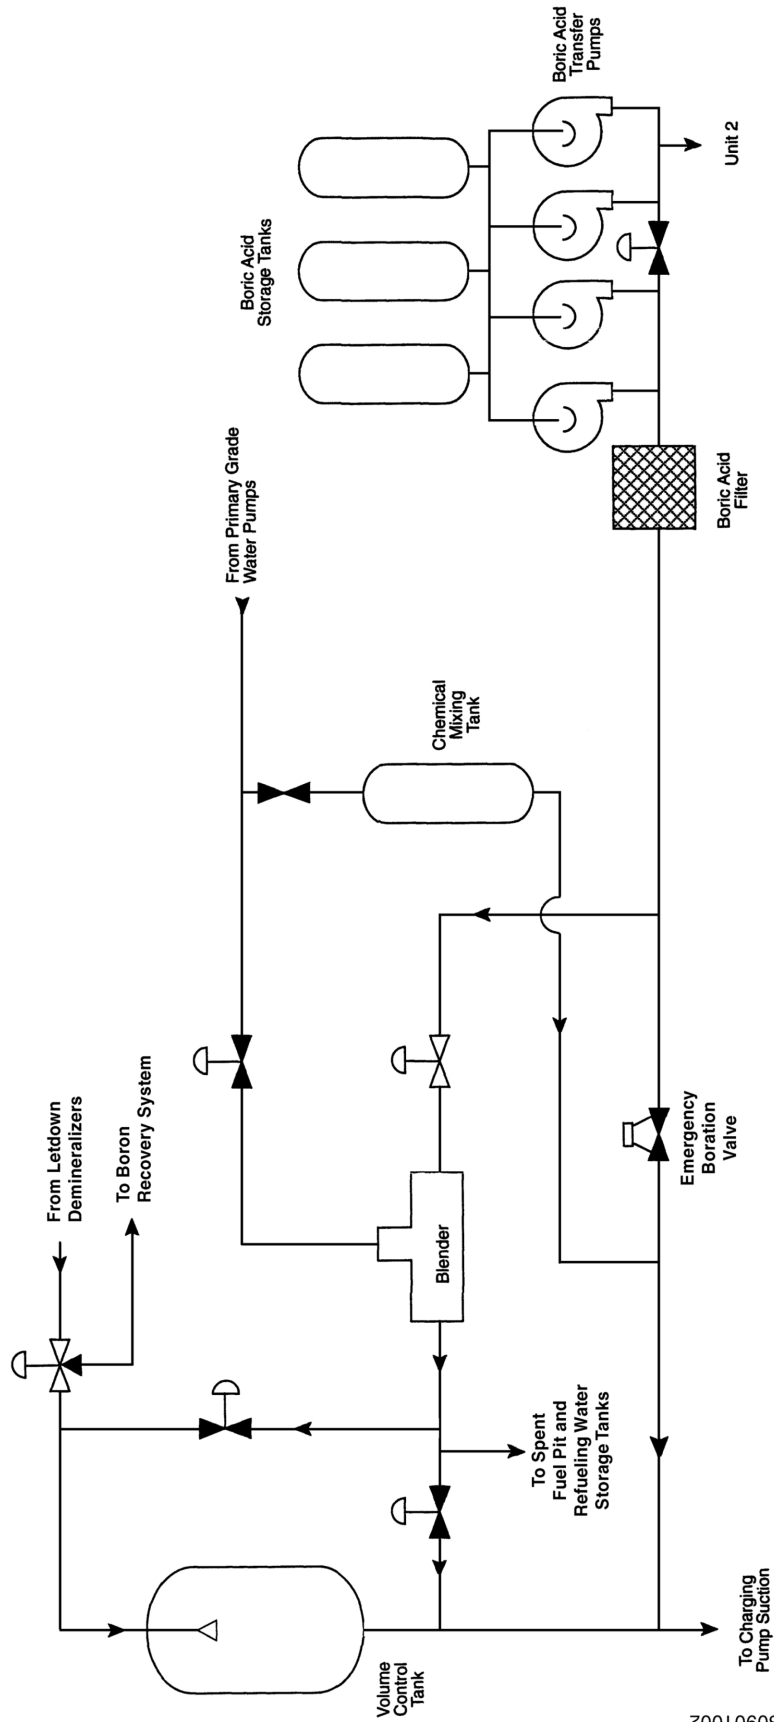 Boric Acid
Transfer
Pumps
Unit 2
Boric Acid
Storage Tanks
Boric Acid
Filter
From Primary Grade
Water Pumps
Chemical
Mixing
Tank
Emergency
Boration
Valve
From Letdown
Demineralizers
To Boron
Recovery System
Blender
To Spent
Fuel Pit and
Refueling Water
Storage Tanks
Volume
Control
Tank
To Charging
Pump Suction